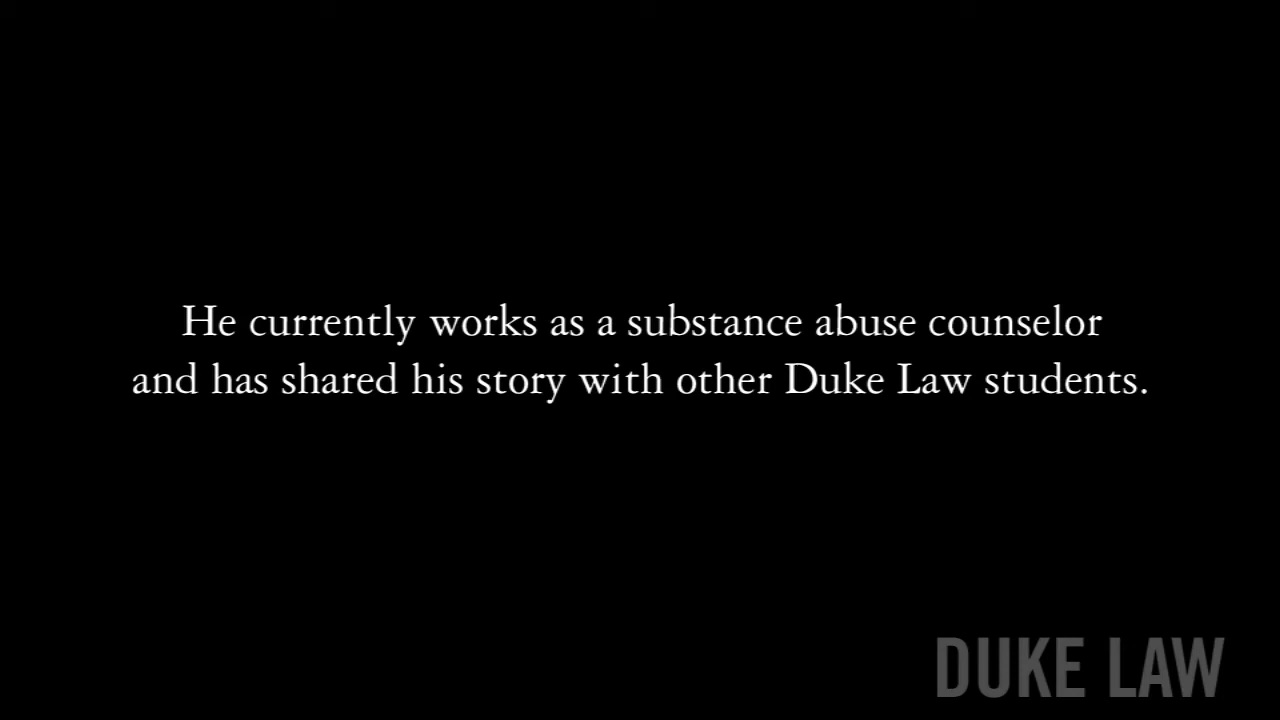 He currently works as a substance abuse counselor
and has shared his story with other Duke Law students.
DUKE LAW